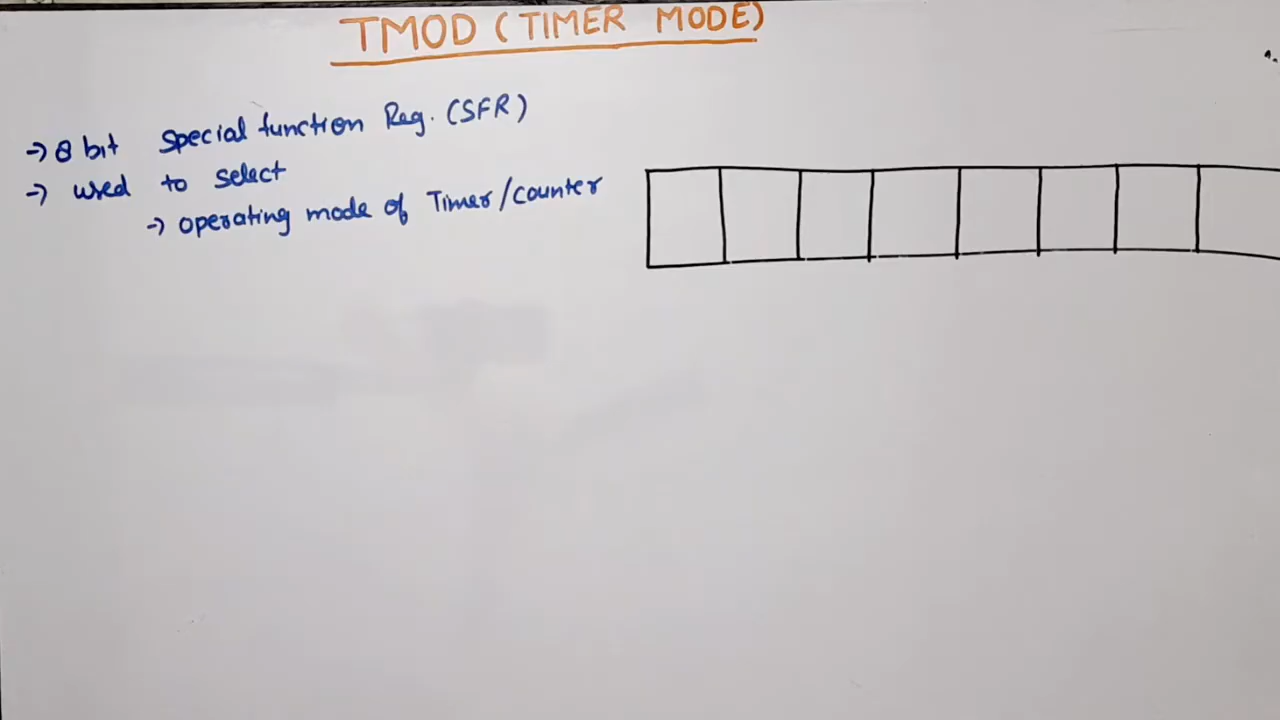 TMOD (TIMER MODE)
→ 8 bit special function Reg. (SFR)
→ used to select
→ operating mode of Timer/counter